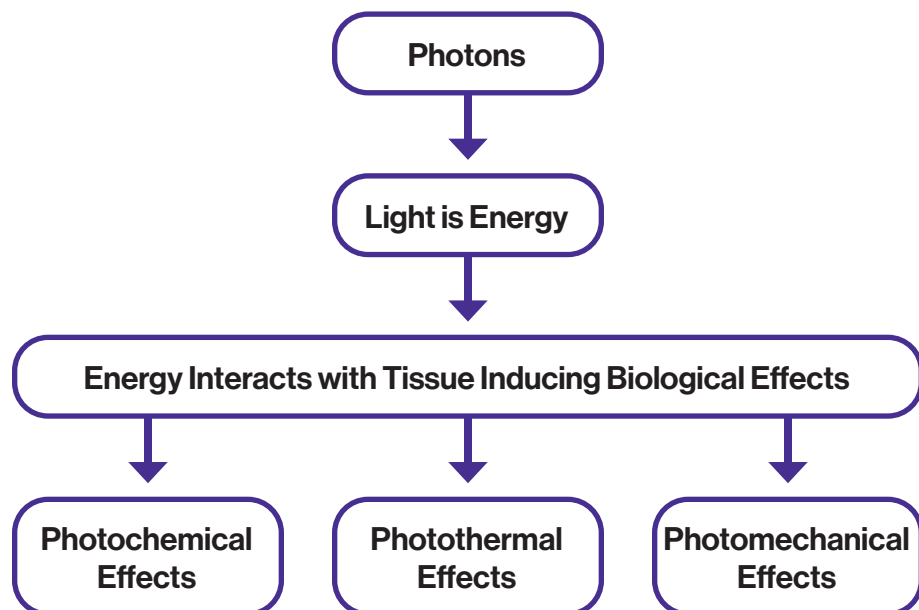 Photons
Light is Energy
Energy Interacts with Tissue Inducing Biological Effects
Photochemical
Effects
Photothermal
Effects
Photomechanical
Effects